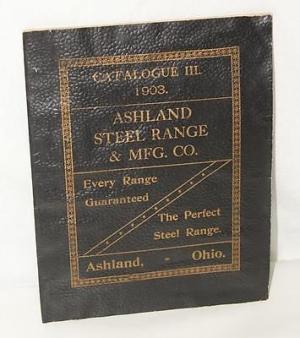 CATALOGUE III.
1903.
ASHLAND
STEEL RANGE
& MFG. CO.
Every Range
Guaranteed
The Perfect
Steel Range.
Ashland, - Ohio.